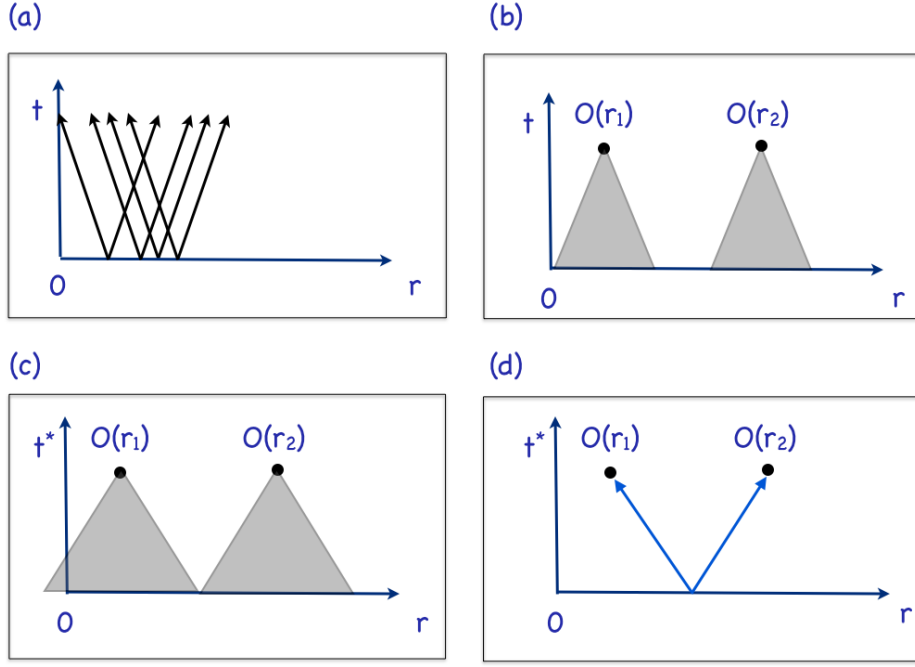 (a)
(b)
t
O(r₁)
O(r₂)
t
0
r
0
r
(c)
(d)
t*
O(r₁)
O(r₂)
t*
O(r₁)
O(r₂)
0
r
0
r